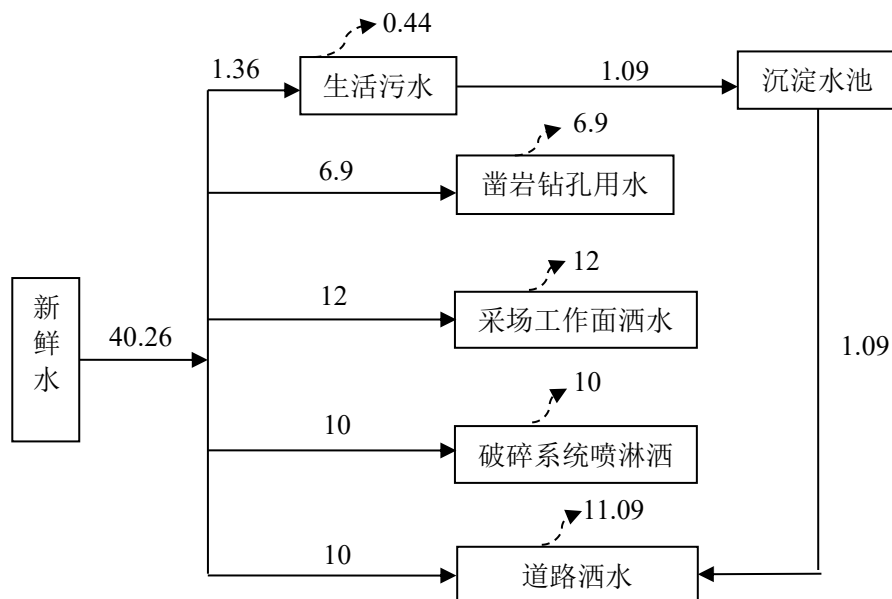 0.44
1.36
生活污水
1.09
沉淀水池
6.9
6.9
凿岩钻孔用水
12
12
采场工作面洒水
新鲜水
40.26
1.09
10
10
破碎系统喷淋洒
11.09
10
道路洒水